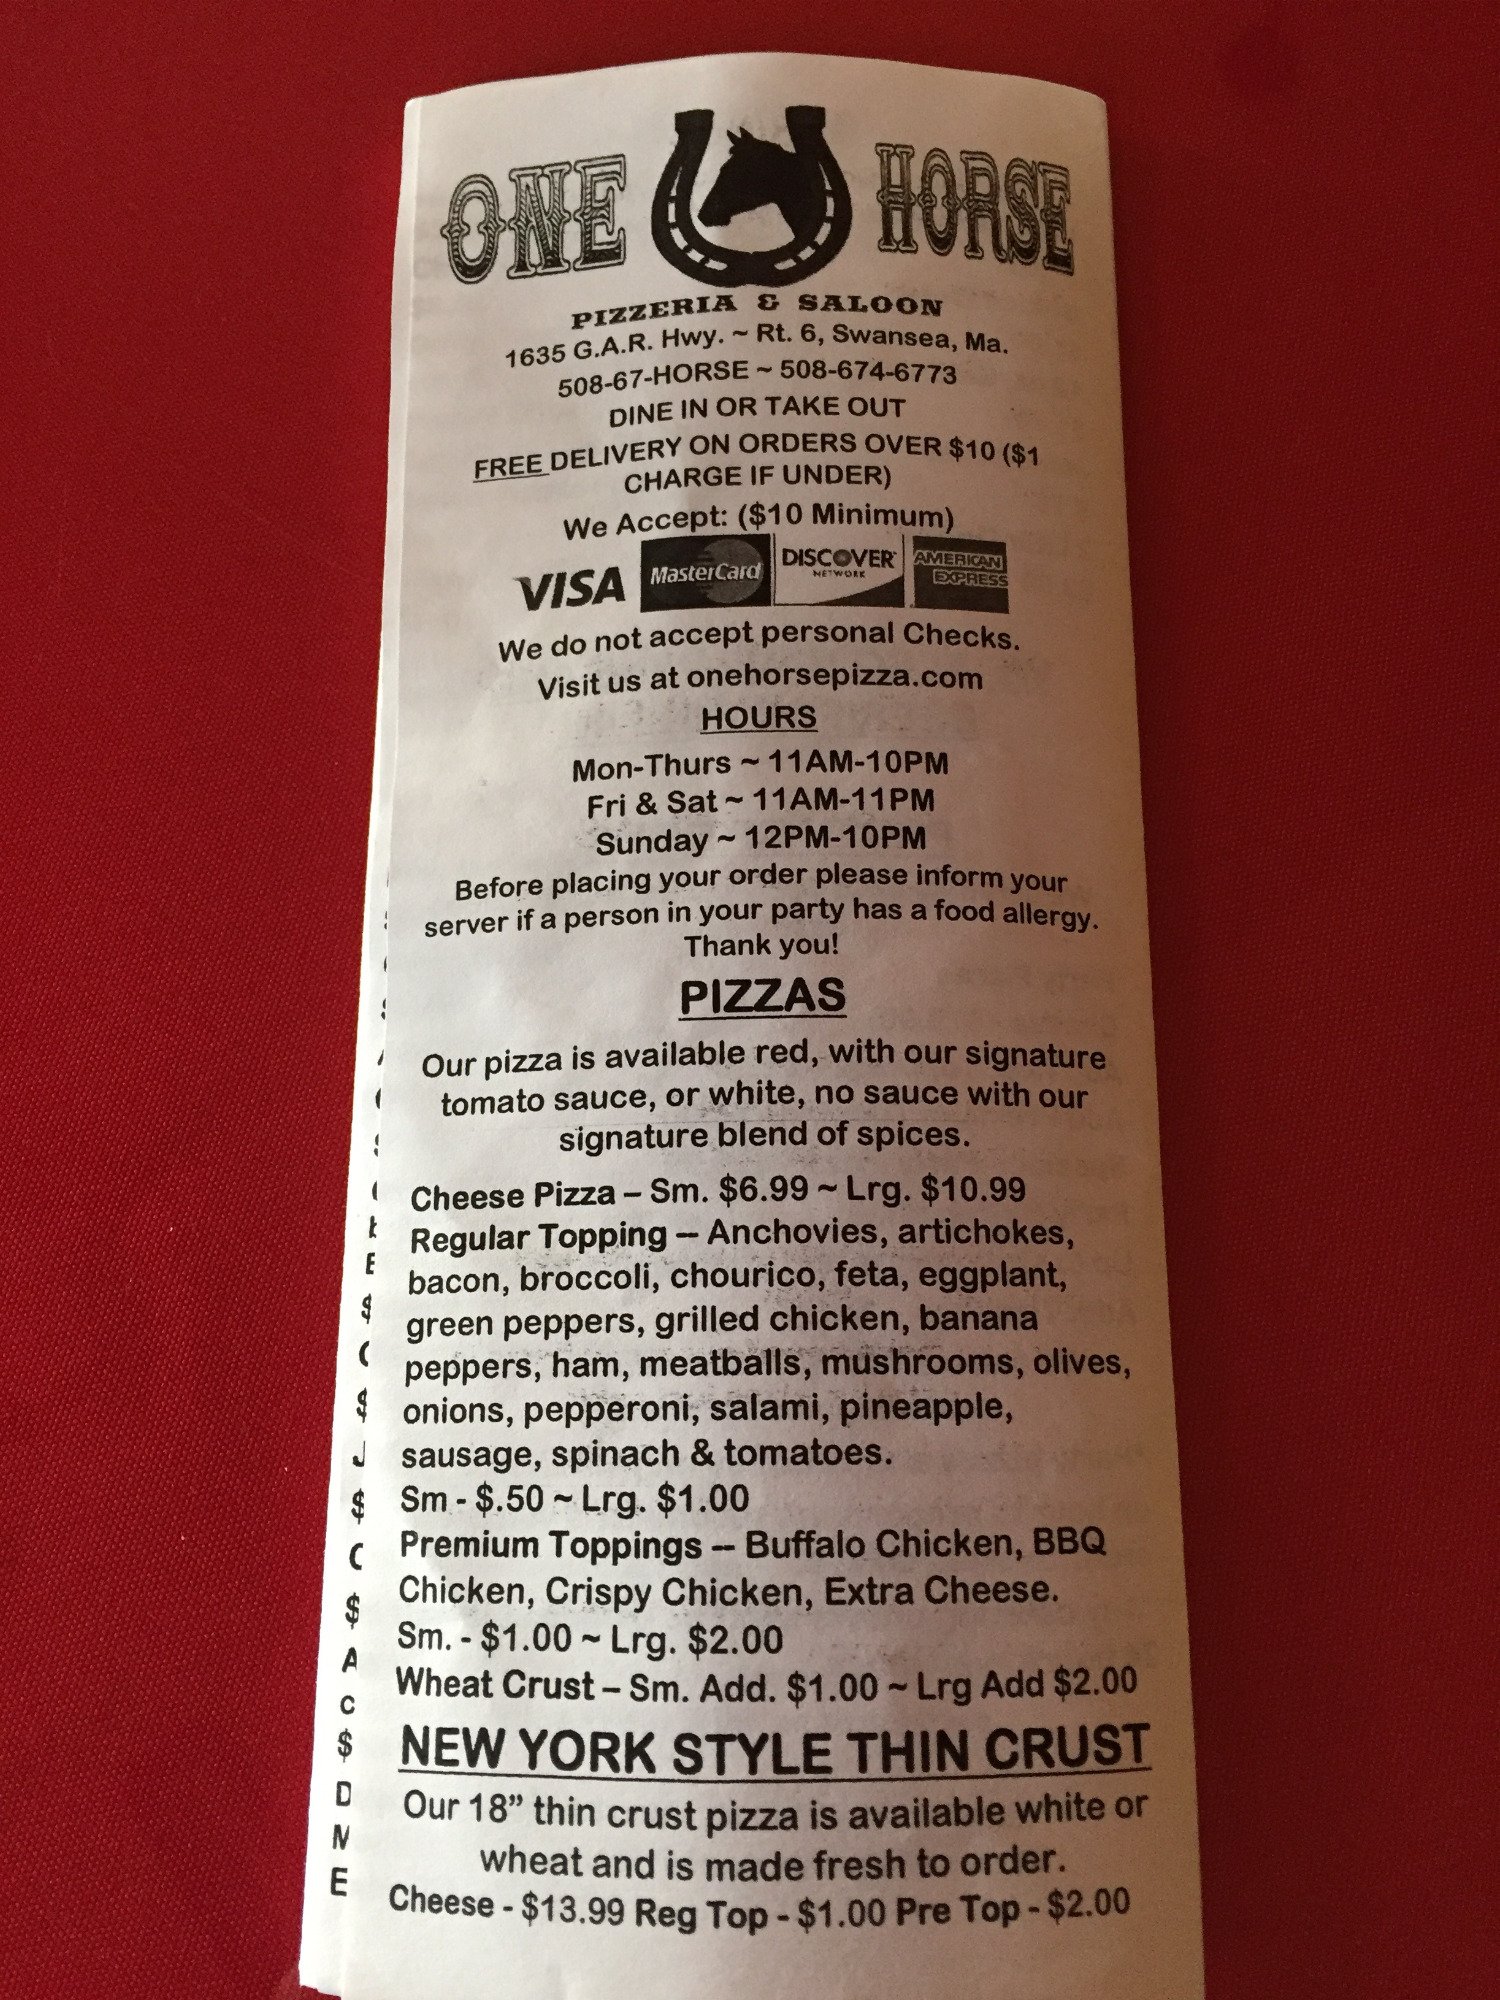 ONE HORSE
PIZZERIA & SALOON
1635 G.A.R. Hwy. ~ Rt. 6, Swansea, Ma.
508-67-HORSE ~ 508-674-6773
DINE IN OR TAKE OUT
FREE DELIVERY ON ORDERS OVER $10 ($1
CHARGE IF UNDER)
We Accept: ($10 Minimum)
VISA MasterCard DISCOVER NETWORK AMERICAN EXPRESS
We do not accept personal Checks.
Visit us at onehorsepizza.com
HOURS
Mon-Thurs ~ 11AM-10PM
Fri & Sat ~ 11AM-11PM
Sunday ~ 12PM-10PM
Before placing your order please inform your
server if a person in your party has a food allergy.
Thank you!
PIZZAS
Our pizza is available red, with our signature
tomato sauce, or white, no sauce with our
signature blend of spices.
Cheese Pizza – Sm. $6.99 ~ Lrg. $10.99
Regular Topping – Anchovies, artichokes,
bacon, broccoli, chourico, feta, eggplant,
green peppers, grilled chicken, banana
peppers, ham, meatballs, mushrooms, olives,
onions, pepperoni, salami, pineapple,
sausage, spinach & tomatoes.
Sm - $.50 ~ Lrg. $1.00
Premium Toppings – Buffalo Chicken, BBQ
Chicken, Crispy Chicken, Extra Cheese.
Sm. - $1.00 ~ Lrg. $2.00
Wheat Crust – Sm. Add. $1.00 ~ Lrg Add $2.00
NEW YORK STYLE THIN CRUST
Our 18” thin crust pizza is available white or
wheat and is made fresh to order.
Cheese - $13.99 Reg Top - $1.00 Pre Top - $2.00